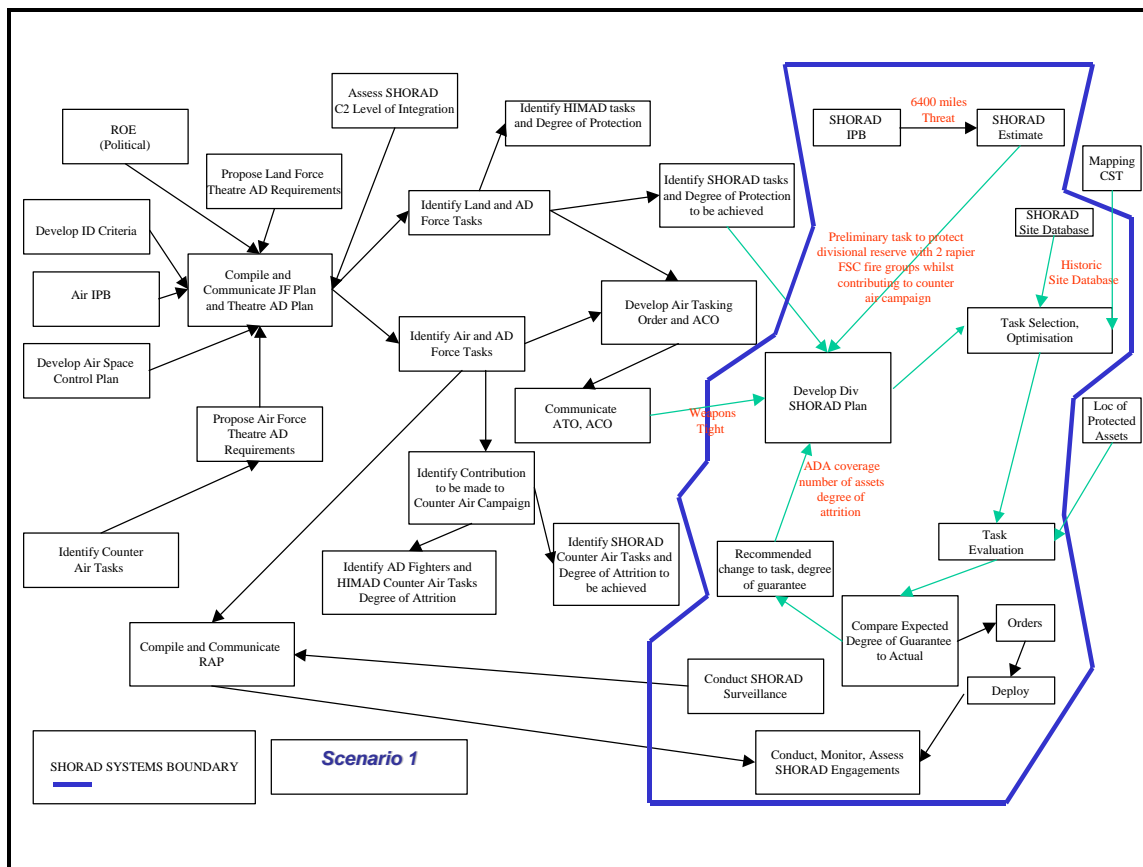 Assess SHORAD
C2 Level of Integration
ROE
(Political)
Propose Land Force
Theatre AD Requirements
Develop ID Criteria
Air IPB
Compile and
Communicate JF Plan
and Theatre AD Plan
Develop Air Space
Control Plan
Propose Air Force
Theatre AD
Requirements
Identify Counter
Air Tasks
Identify HIMAD tasks
and Degree of Protection
Identify Land and AD
Force Tasks
Identify SHORAD tasks
and Degree of Protection
to be achieved
Identify Air and AD
Force Tasks
Develop Air Tasking
Order and ACO
Communicate
ATO, ACO
Identify Contribution
to be made to
Counter Air Campaign
Identify AD Fighters and
HIMAD Counter Air Tasks
Degree of Attrition
Identify SHORAD
Counter Air Tasks and
Degree of Attrition to
be achieved
Compile and Communicate
RAP
SHORAD
IPB
6400 miles
Threat
SHORAD
Estimate
Mapping
CST
SHORAD
Site Database
Preliminary task to protect
divisional reserve with 2 rapier
FSC fire groups whilst
contributing to counter
air campaign
Historic
Site Database
Task Selection,
Optimisation
Develop Div
SHORAD Plan
Weapons
Tight
Loc of
Protected
Assets
ADA coverage
number of assets
degree of
attrition
Task
Evaluation
Recommended
change to task, degree
of guarantee
Compare Expected
Degree of Guarantee
to Actual
Orders
Deploy
Conduct SHORAD
Surveillance
Conduct, Monitor, Assess
SHORAD Engagements
SHORAD SYSTEMS BOUNDARY
Scenario 1